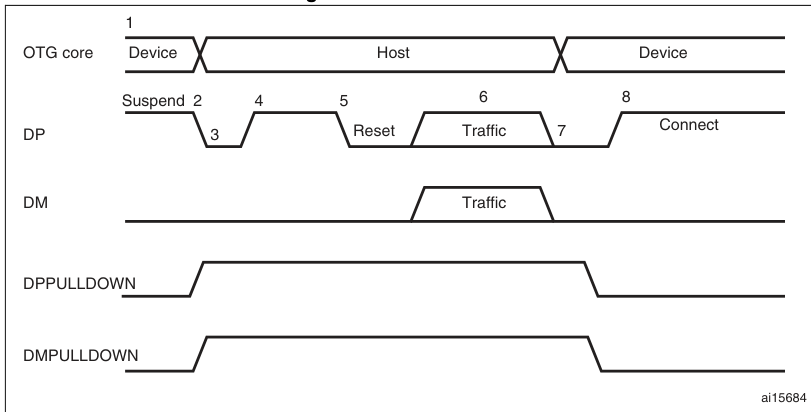 1
OTG core Device Host Device
Suspend 2 4 5 6 8
DP 3 Reset Traffic 7 Connect
DM Traffic
DPPULLDOWN
DMPULLDOWN
ai15684